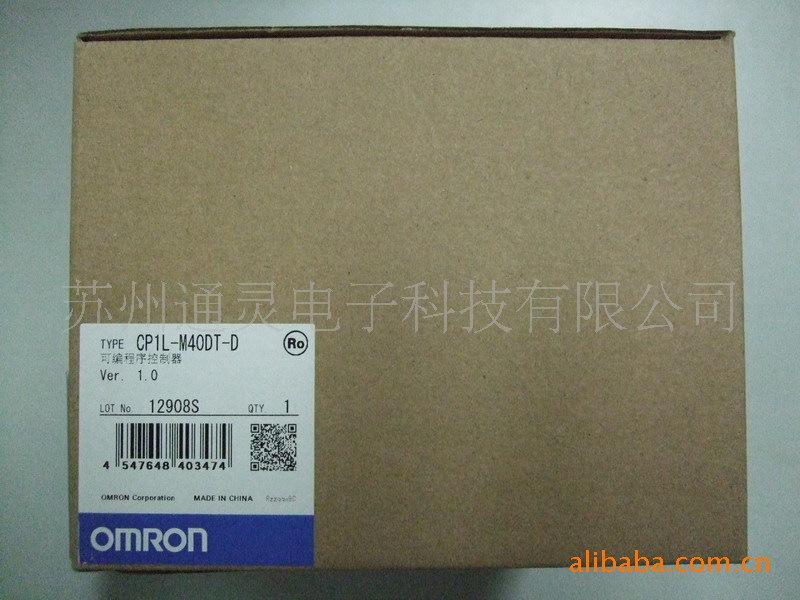 苏州通灵电子科技有限公司
TYPE CP1L-M40DT-D Ro
可编程序控制器
Ver. 1.0
LOT No. 12908S QTY 1
4 547648 403474
OMRON Corporation MADE IN CHINA
OMRON
alibaba.com.cn